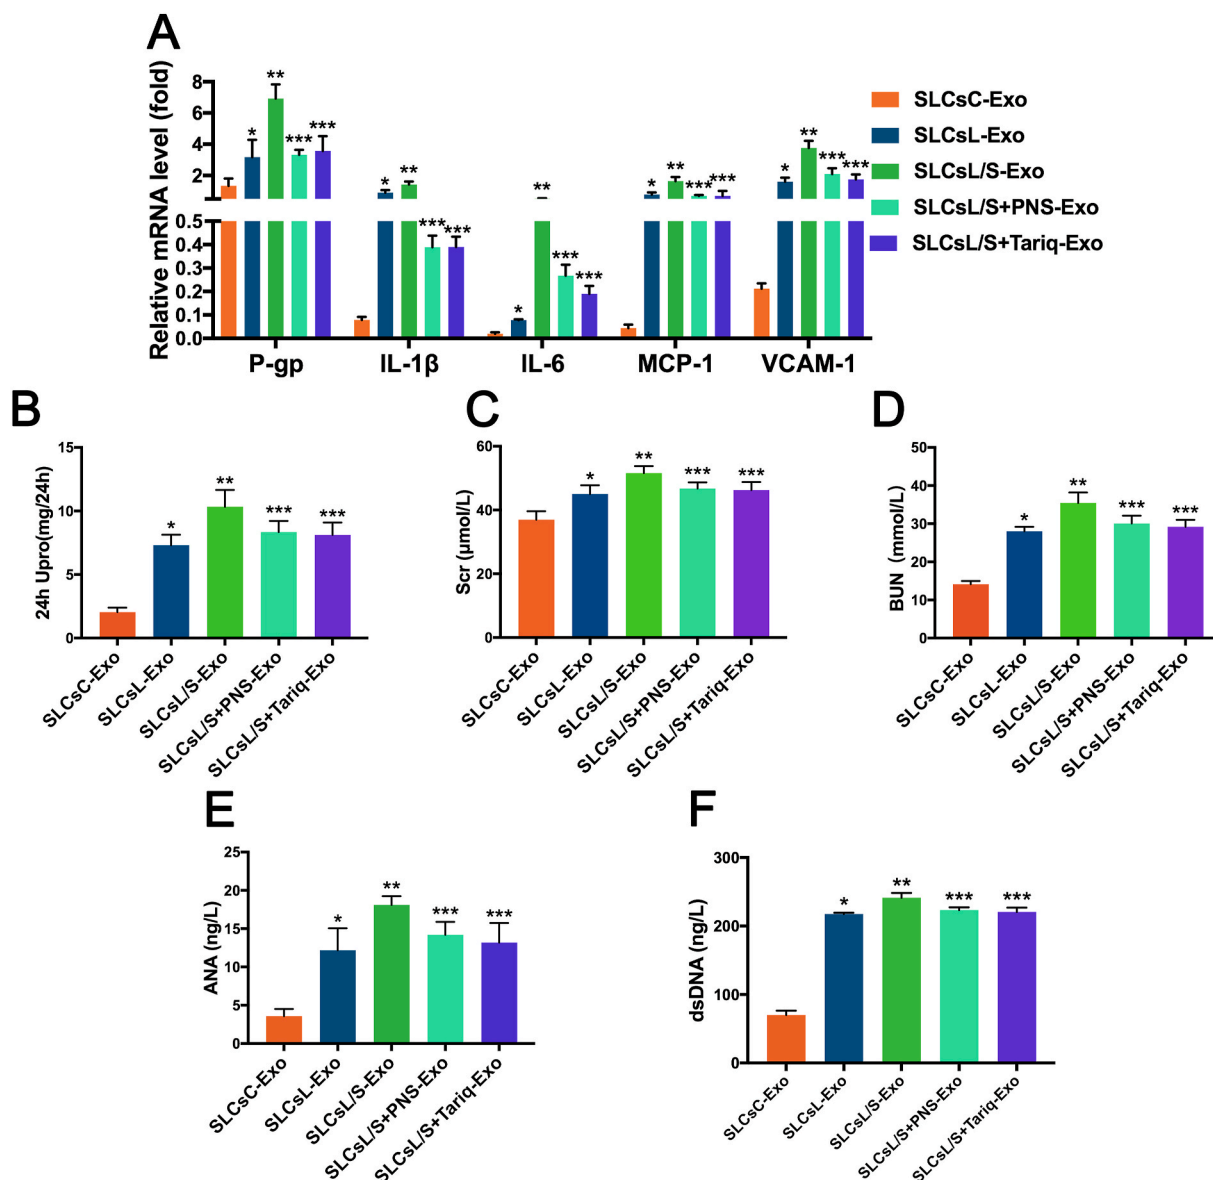 A
Relative mRNA level (fold)
8
6
4
2
0.5
0.4
0.3
0.2
0.1
0.0
** * *** *** * ** *** *** ** * *** *** * ** *** *** ** * *** ***
P-gp IL-1β IL-6 MCP-1 VCAM-1
SLCsC-Exo
SLCsL-Exo
SLCsL/S-Exo
SLCsL/S+PNS-Exo
SLCsL/S+Tariq-Exo
B
24h Upro(mg/24h)
15
10
5
0
* ** *** ***
SLCsC-Exo
SLCsL-Exo
SLCsL/S-Exo
SLCsL/S+PNS-Exo
SLCsL/S+Tariq-Exo
C
Scr (μmol/L)
60
40
20
0
* ** *** ***
SLCsC-Exo
SLCsL-Exo
SLCsL/S-Exo
SLCsL/S+PNS-Exo
SLCsL/S+Tariq-Exo
D
BUN (mmol/L)
50
40
30
20
10
0
* ** *** ***
SLCsC-Exo
SLCsL-Exo
SLCsL/S-Exo
SLCsL/S+PNS-Exo
SLCsL/S+Tariq-Exo
E
ANA (ng/L)
25
20
15
10
5
0
* ** *** ***
SLCsC-Exo
SLCsL-Exo
SLCsL/S-Exo
SLCsL/S+PNS-Exo
SLCsL/S+Tariq-Exo
F
dsDNA (ng/L)
300
200
100
0
* ** *** ***
SLCsC-Exo
SLCsL-Exo
SLCsL/S-Exo
SLCsL/S+PNS-Exo
SLCsL/S+Tariq-Exo